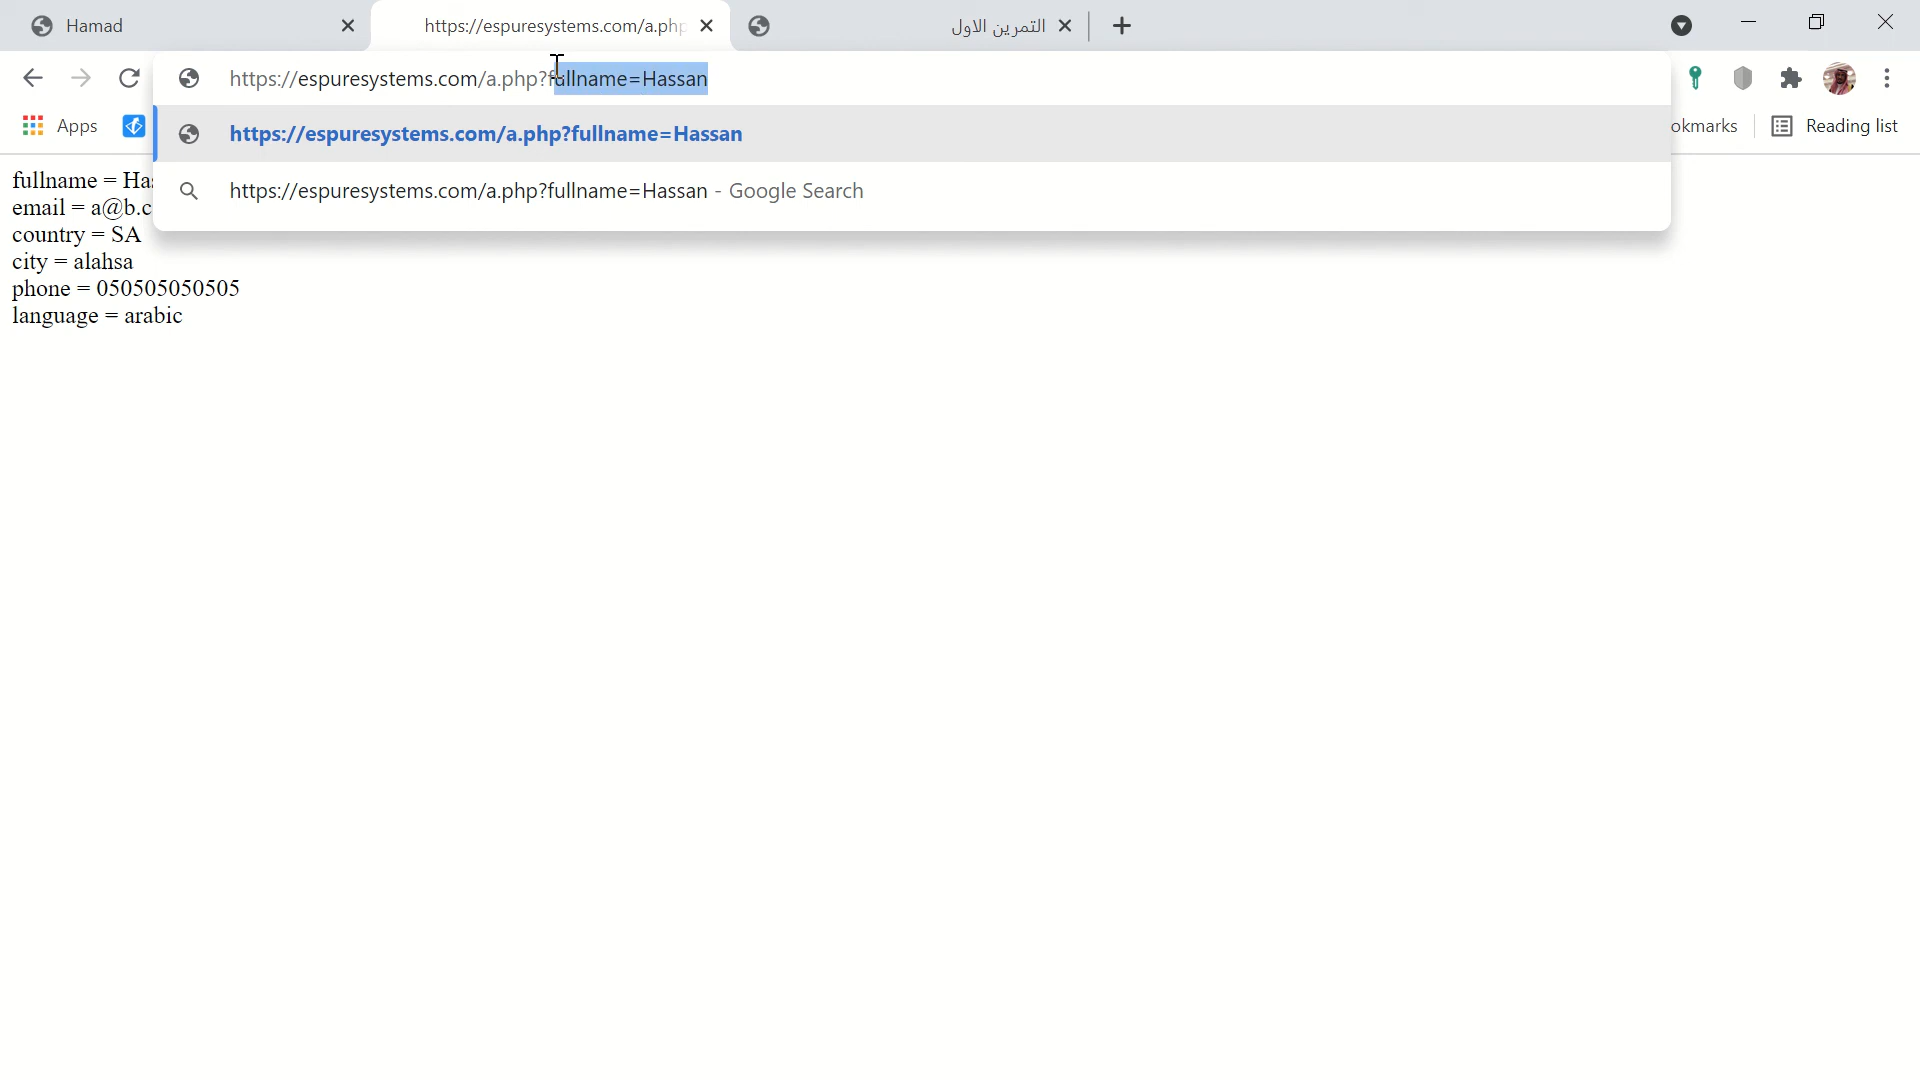 Hamad
https://espuresystems.com/a.php
التمرين الاول
https://espuresystems.com/a.php?fullname=Hassan
Apps
https://espuresystems.com/a.php?fullname=Hassan
okmarks
Reading list
https://espuresystems.com/a.php?fullname=Hassan - Google Search
fullname = Has
email = a@b.c
country = SA
city = alahsa
phone = 050505050505
language = arabic